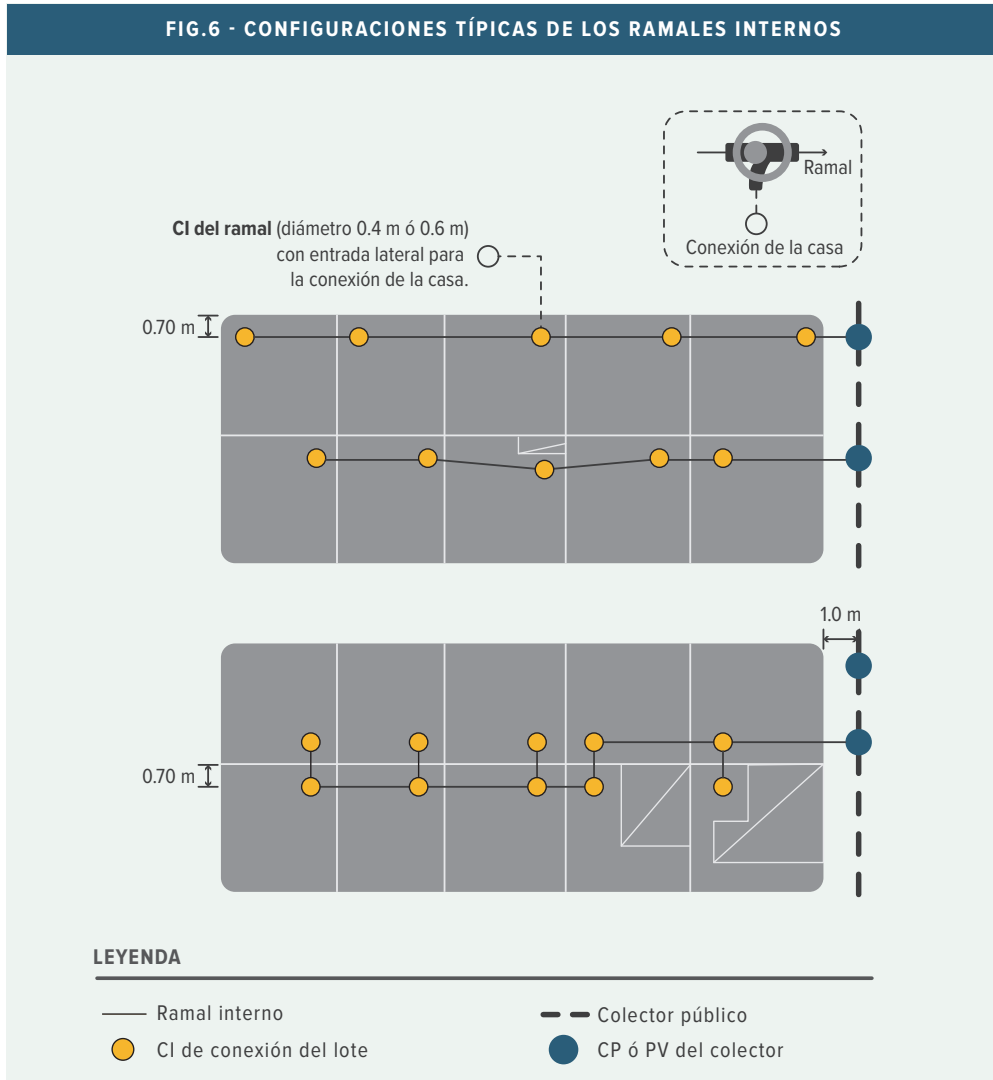 FIG.6 - CONFIGURACIONES TÍPICAS DE LOS RAMALES INTERNOS
Ramal
Conexión de la casa
CI del ramal (diámetro 0.4 m ó 0.6 m)
con entrada lateral para
la conexión de la casa.
0.70 m
1.0 m
0.70 m
LEYENDA
Ramal interno
Colector público
CI de conexión del lote
CP ó PV del colector